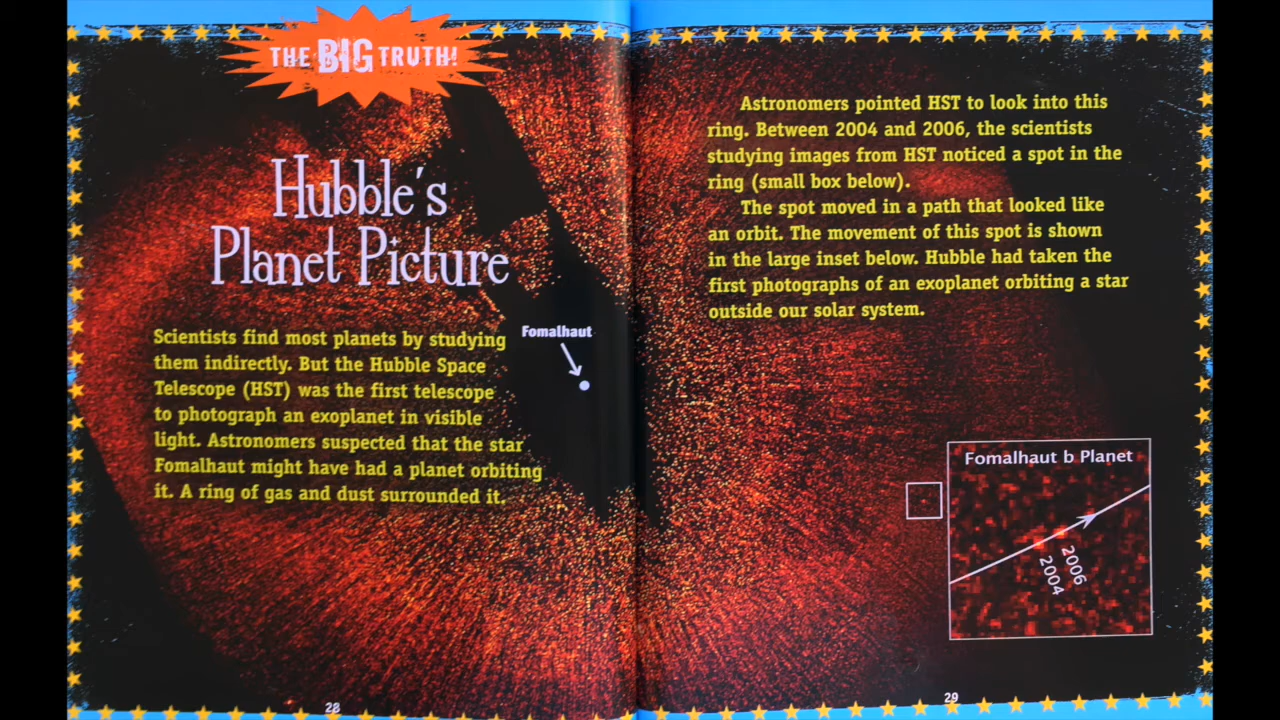 THE BIG TRUTH!
Hubble's
Planet Picture
Scientists find most planets by studying
them indirectly. But the Hubble Space
Telescope (HST) was the first telescope
to photograph an exoplanet in visible
light. Astronomers suspected that the star
Fomalhaut might have had a planet orbiting
it. A ring of gas and dust surrounded it.
Fomalhaut
28
Astronomers pointed HST to look into this
ring. Between 2004 and 2006, the scientists
studying images from HST noticed a spot in the
ring (small box below).
The spot moved in a path that looked like
an orbit. The movement of this spot is shown
in the large inset below. Hubble had taken the
first photographs of an exoplanet orbiting a star
outside our solar system.
Fomalhaut b Planet
2006
2004
29